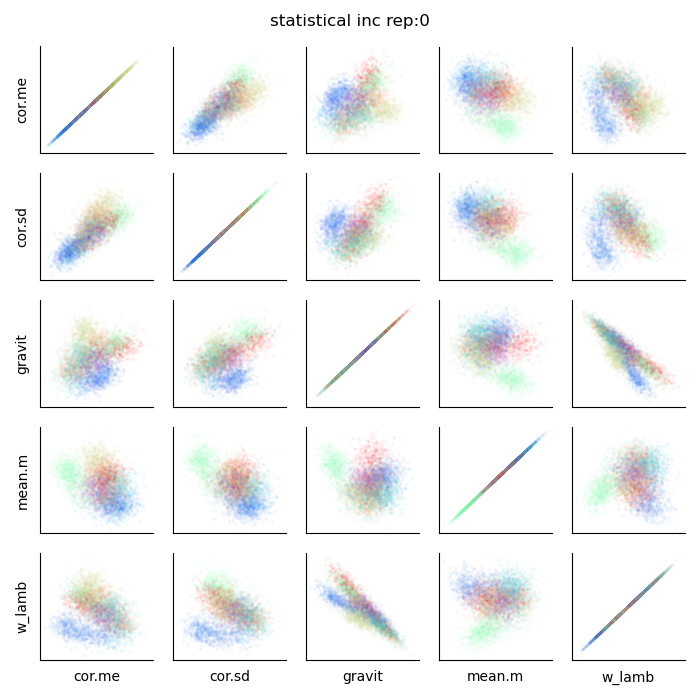 statistical inc rep:0
cor.me
cor.sd
gravit
mean.m
w_lamb
cor.me cor.sd gravit mean.m w_lamb